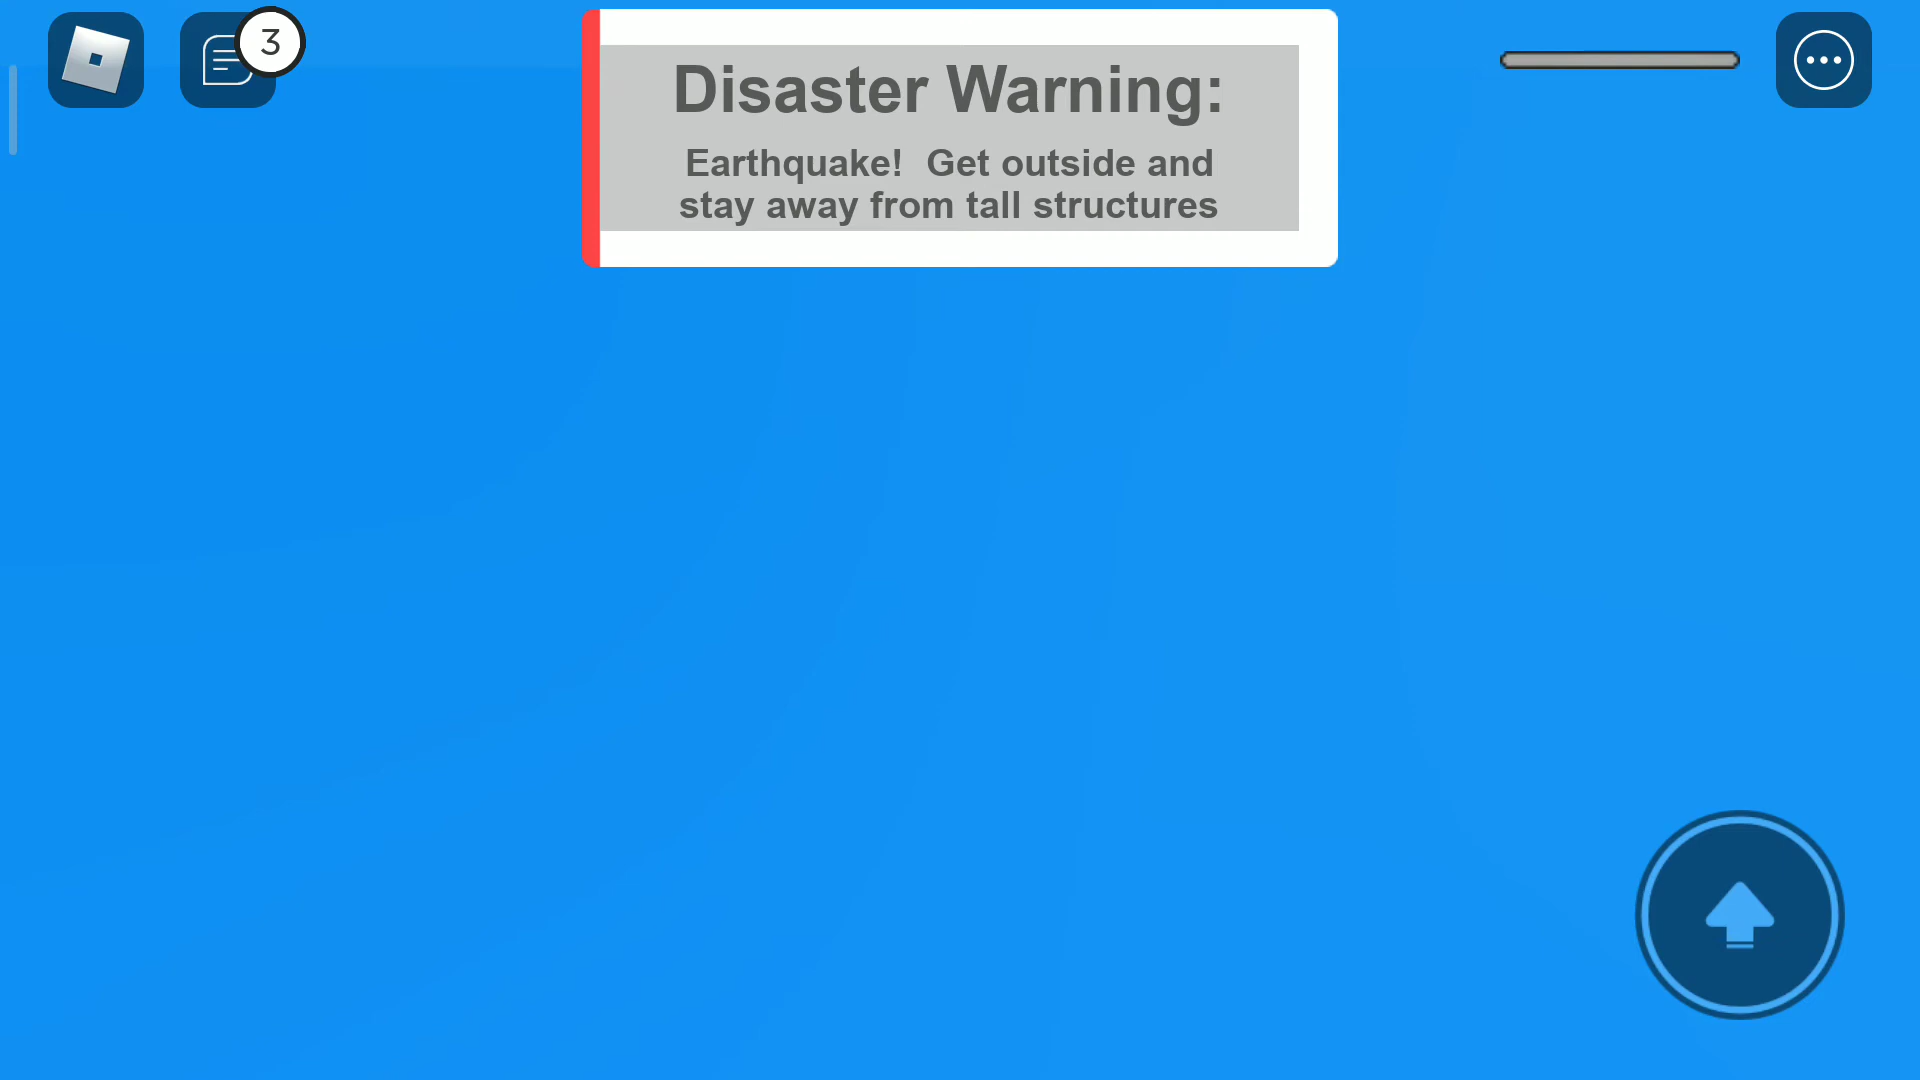 3
Disaster Warning:
Earthquake!  Get outside and
stay away from tall structures